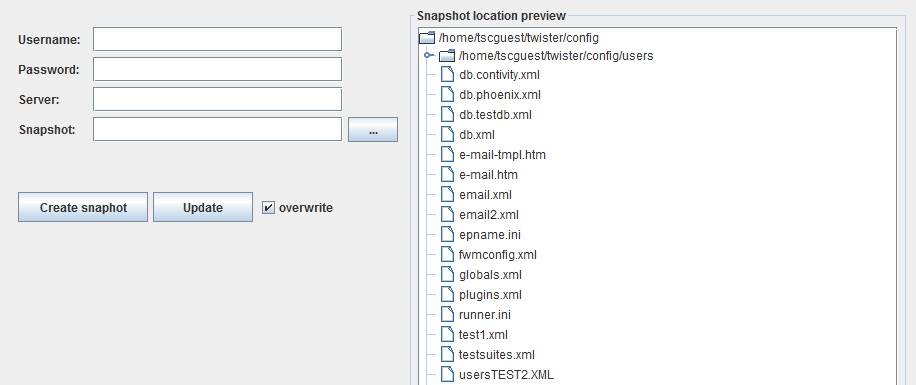 Username:
Password:
Server:
Snapshot:
...
Create snaphot
Update
overwrite
Snapshot location preview
/home/tscguest/twister/config
/home/tscguest/twister/config/users
db.contivity.xml
db.phoenix.xml
db.testdb.xml
db.xml
e-mail-tmpl.htm
e-mail.htm
email.xml
email2.xml
epname.ini
fwmconfig.xml
globals.xml
plugins.xml
runner.ini
test1.xml
testsuites.xml
usersTEST2.XML